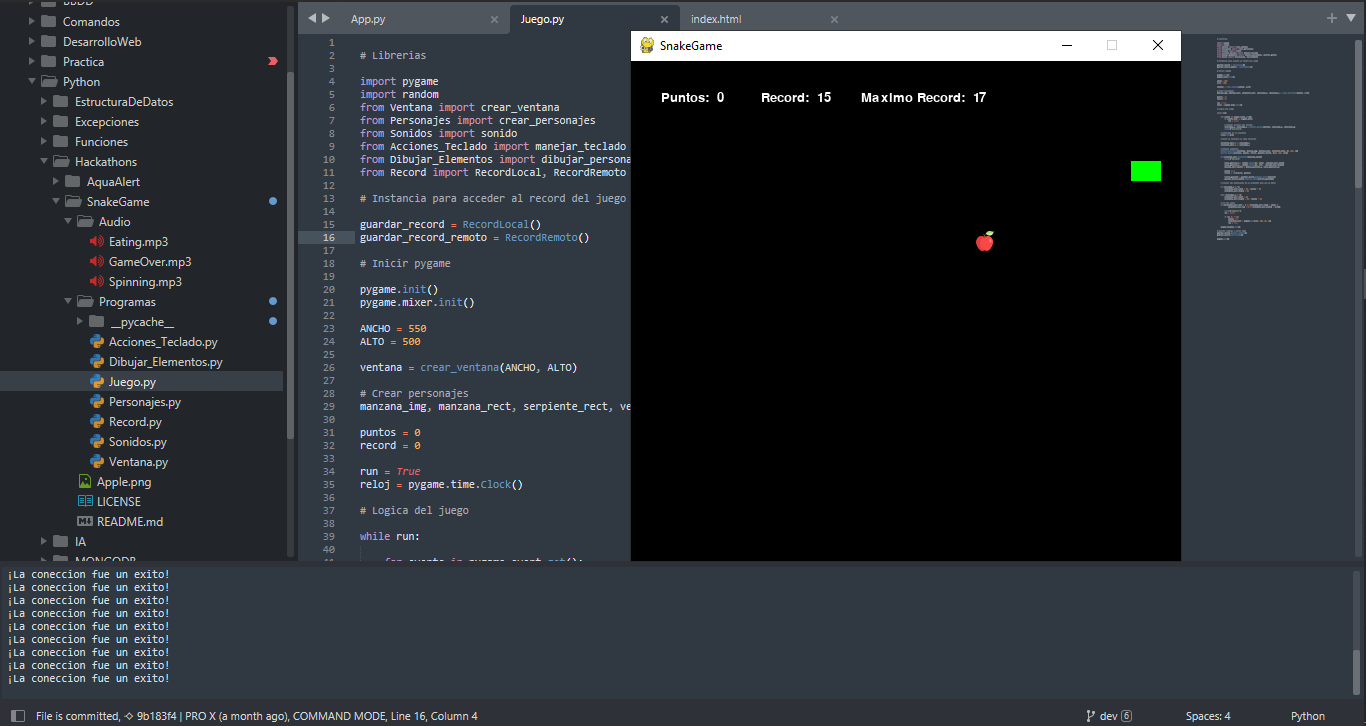 BBDD
Comandos
DesarrolloWeb
Practica
Python
EstructuraDeDatos
Excepciones
Funciones
Hackathons
AquaAlert
SnakeGame
Audio
Eating.mp3
GameOver.mp3
Spinning.mp3
Programas
__pycache__
Acciones_Teclado.py
Dibujar_Elementos.py
Juego.py
Personajes.py
Record.py
Sonidos.py
Ventana.py
Apple.png
LICENSE
README.md
IA
MONGODB
App.py
Juego.py
index.html
1
2 # Librerias
3
4 import pygame
5 import random
6 from Ventana import crear_ventana
7 from Personajes import crear_personajes
8 from Sonidos import sonido
9 from Acciones_Teclado import manejar_teclado
10 from Dibujar_Elementos import dibujar_persona
11 from Record import RecordLocal, RecordRemoto
12
13 # Instancia para acceder al record del juego
14
15 guardar_record = RecordLocal()
16 guardar_record_remoto = RecordRemoto()
17
18 # Inicir pygame
19
20 pygame.init()
21 pygame.mixer.init()
22
23 ANCHO = 550
24 ALTO = 500
25
26 ventana = crear_ventana(ANCHO, ALTO)
27
28 # Crear personajes
29 manzana_img, manzana_rect, serpiente_rect, ve
30
31 puntos = 0
32 record = 0
33
34 run = True
35 reloj = pygame.time.Clock()
36
37 # Logica del juego
38
39 while run:
40
41 for evento in pygame.event.get():
SnakeGame
Puntos: 0 Record: 15 Maximo Record: 17
¡La coneccion fue un exito!
¡La coneccion fue un exito!
¡La coneccion fue un exito!
¡La coneccion fue un exito!
¡La coneccion fue un exito!
¡La coneccion fue un exito!
¡La coneccion fue un exito!
¡La coneccion fue un exito!
¡La coneccion fue un exito!
File is committed, 9b183f4 | PRO X (a month ago), COMMAND MODE, Line 16, Column 4
dev 6
Spaces: 4
Python